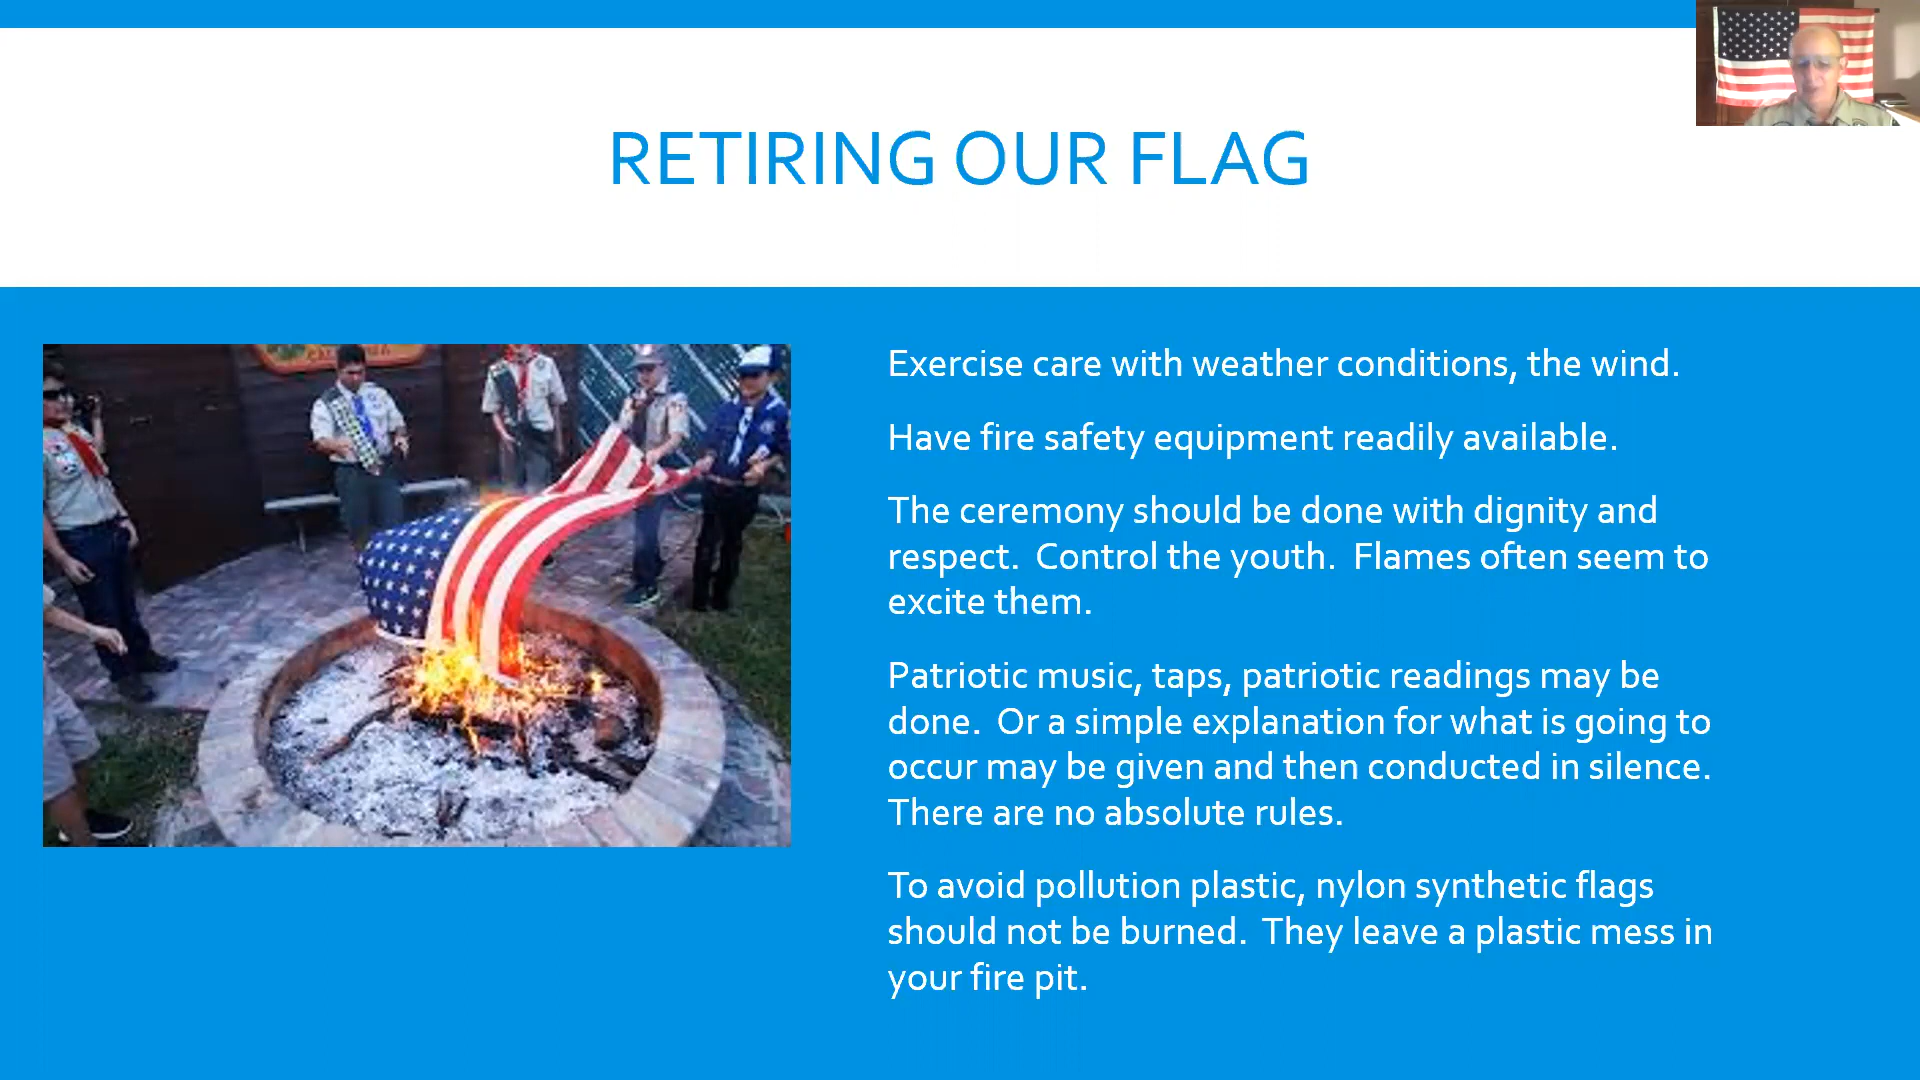 RETIRING OUR FLAG
Exercise care with weather conditions, the wind.
Have fire safety equipment readily available.
The ceremony should be done with dignity and
respect.  Control the youth.  Flames often seem to
excite them.
Patriotic music, taps, patriotic readings may be
done.  Or a simple explanation for what is going to
occur may be given and then conducted in silence.
There are no absolute rules.
To avoid pollution plastic, nylon synthetic flags
should not be burned.  They leave a plastic mess in
your fire pit.